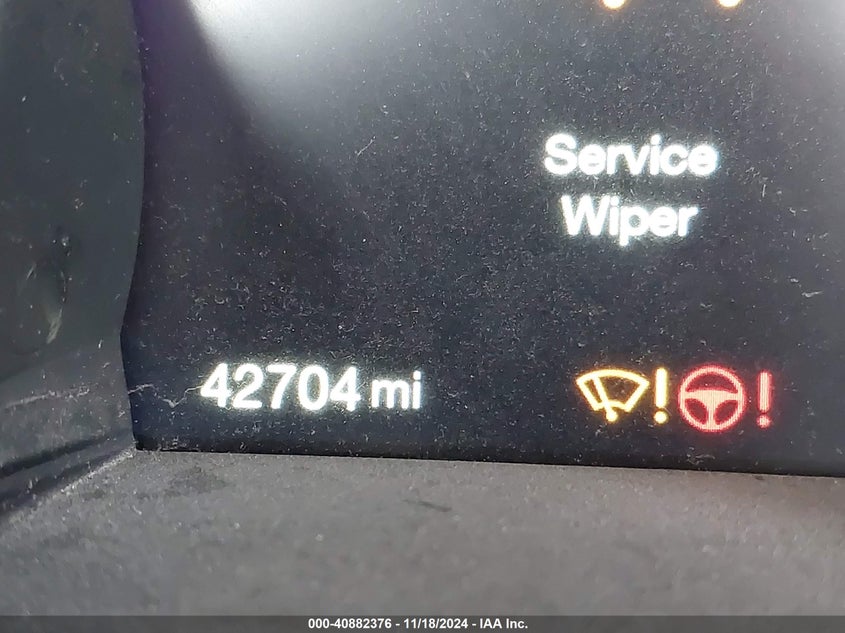 Service
Wiper
42704 mi
000-40882376 - 11/18/2024 - IAA Inc.